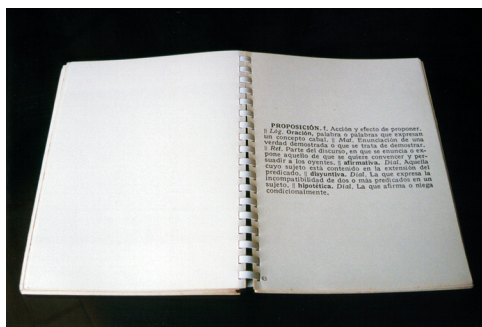 PROPOSICIÓN. f. Acción y efecto de proponer.
|| Lóg. Oración, palabra o palabras que expresan
un concepto cabal. || Mat. Enunciación de una
verdad demostrada o que se trata de demostrar.
|| Ret. Parte del discurso, en que se enuncia o ex-
pone aquello de que se quiere convencer y per-
suadir a los oyentes. || afirmativa. Dial. Aquella
cuyo sujeto está contenido en la extensión del
predicado. || disyuntiva. Dial. La que expresa la
incompatibilidad de dos o más predicados en un
sujeto. || hipotética. Dial. La que afirma o niega
condicionalmente.